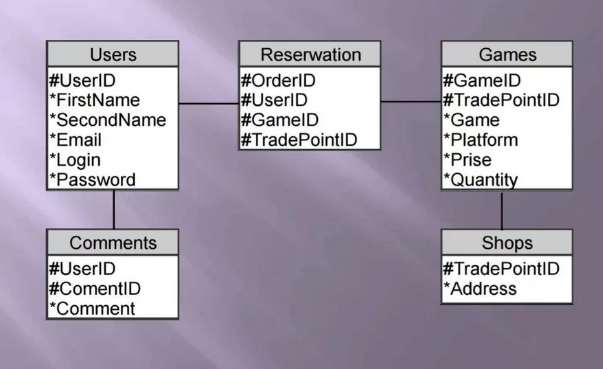 Users
#UserID
*FirstName
*SecondName
*Email
*Login
*Password
Reserwation
#OrderID
#UserID
#GameID
#TradePointID
Games
#GameID
#TradePointID
*Game
*Platform
*Prise
*Quantity
Comments
#UserID
#ComentID
*Comment
Shops
#TradePointID
*Address